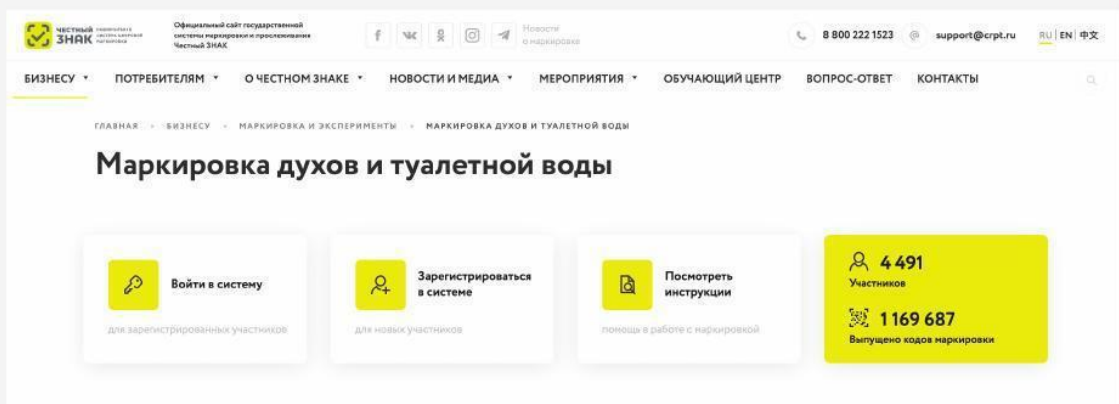 ЧЕСТНЫЙ
ЗНАК
Официальный сайт государственной
системы маркировки и прослеживания
Честный ЗНАК
Новости
о маркировке
8 800 222 1523
support@crpt.ru
RU | EN | 中文
БИЗНЕСУ
ПОТРЕБИТЕЛЯМ
О ЧЕСТНОМ ЗНАКЕ
НОВОСТИ И МЕДИА
МЕРОПРИЯТИЯ
ОБУЧАЮЩИЙ ЦЕНТР
ВОПРОС-ОТВЕТ
КОНТАКТЫ
ГЛАВНАЯ
БИЗНЕСУ
МАРКИРОВКА И ЭКСПЕРИМЕНТЫ
МАРКИРОВКА ДУХОВ И ТУАЛЕТНОЙ ВОДЫ
Маркировка духов и туалетной воды
Войти в систему
для зарегистрированных участников
Зарегистрироваться
в системе
для новых участников
Посмотреть
инструкции
помощь в работе с маркировкой
4 491
Участников
1 169 687
Выпущено кодов маркировки